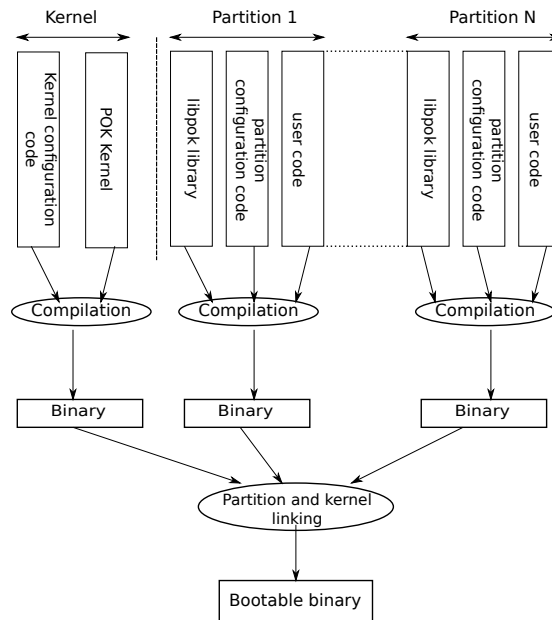 Kernel
Partition 1
Partition N
Kernel configuration
code
POK Kernel
libpok library
partition
configuration code
user code
libpok library
partition
configuration code
user code
Compilation
Compilation
Compilation
Binary
Binary
Binary
Partition and kernel
linking
Bootable binary